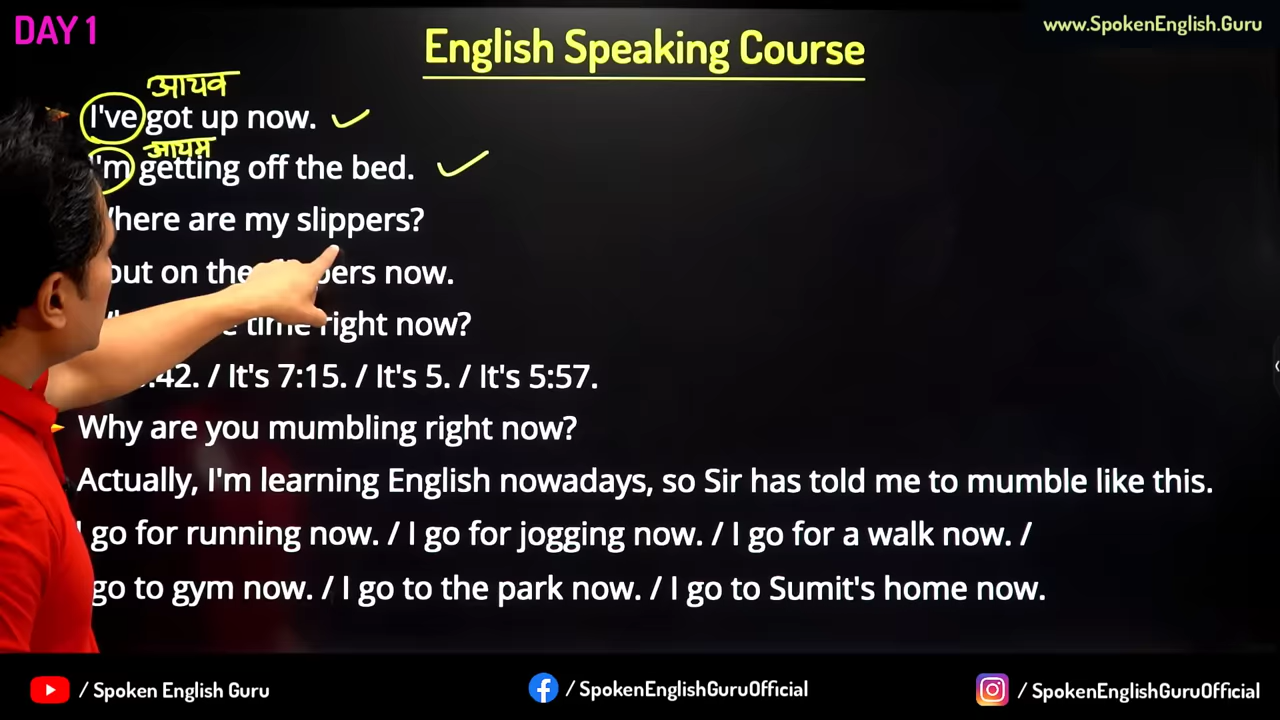 DAY 1
www.SpokenEnglish.Guru
English Speaking Course
आयव
I've got up now.
आयम
I'm getting off the bed.
are my slippers?
put on now.
time right now?
/ It's 7:15. / It's 5. / It's 5:57.
Why are you mumbling right now?
Actually, I'm learning English nowadays, so Sir has told me to mumble like this.
I go for running now. / I go for jogging now. / I go for a walk now. /
go to gym now. / I go to the park now. / I go to Sumit's home now.
/ Spoken English Guru
/ SpokenEnglishGuruOfficial
/ SpokenEnglishGuruOfficial